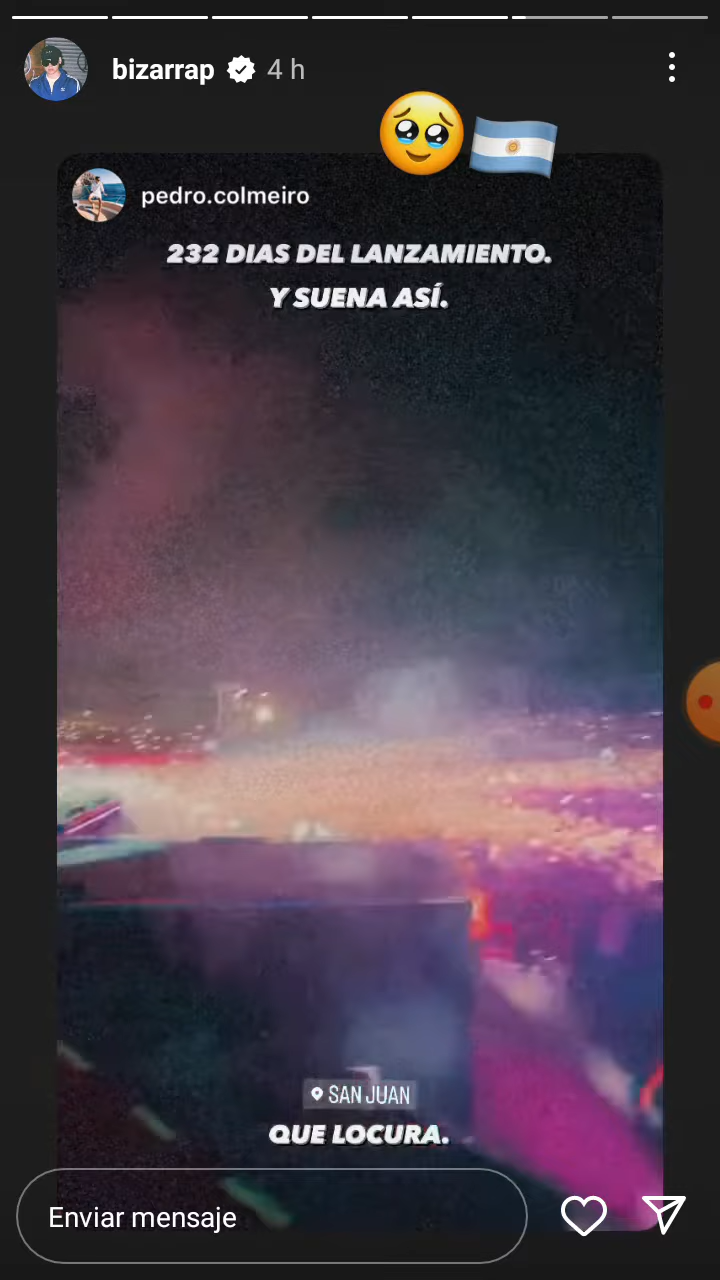 bizarrap 4 h
pedro.colmeiro
232 DIAS DEL LANZAMIENTO.
Y SUENA ASÍ.
SAN JUAN
QUE LOCURA.
Enviar mensaje